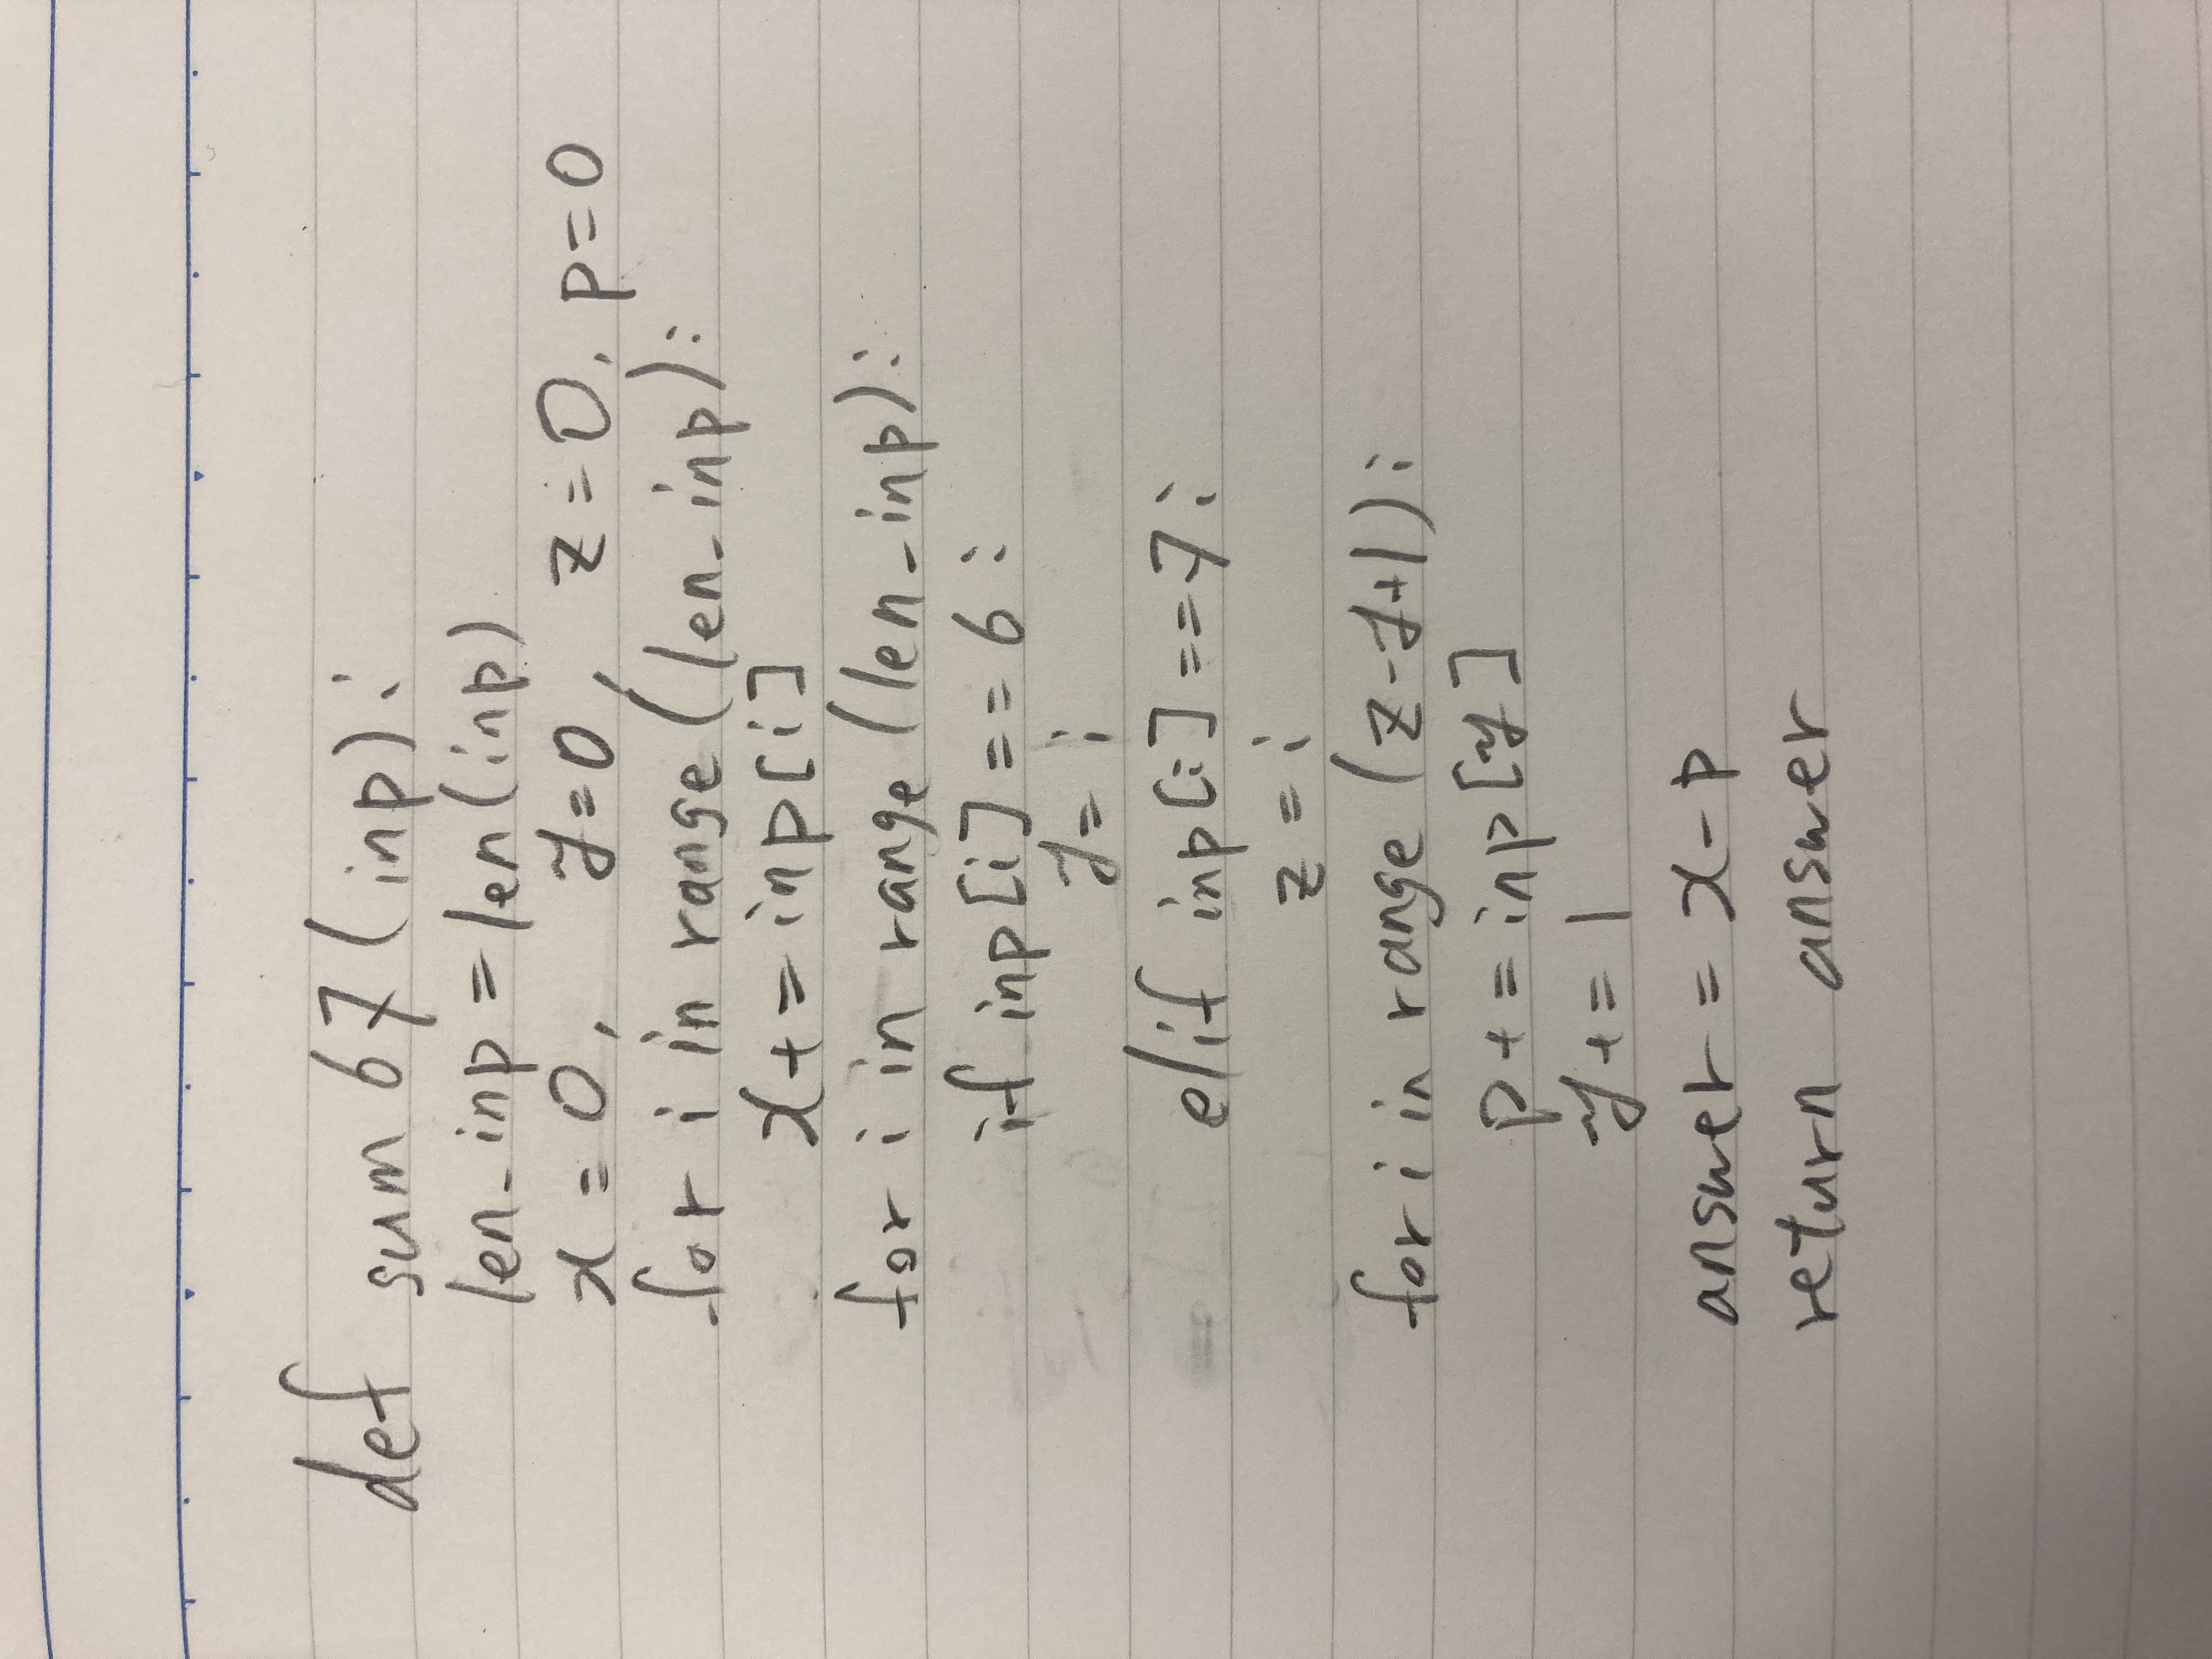 def sum67(inp):
len_inp = len(inp)
x = 0, y=0, z=0, p=0
for i in range(len_inp):
x+=inp[i]
for i in range(len_inp):
if inp[i]==6:
y=i
elif inp[i]==7:
z=i
for i in range(z-y+1):
p+=inp[y]
y+=1
answer=x-p
return answer